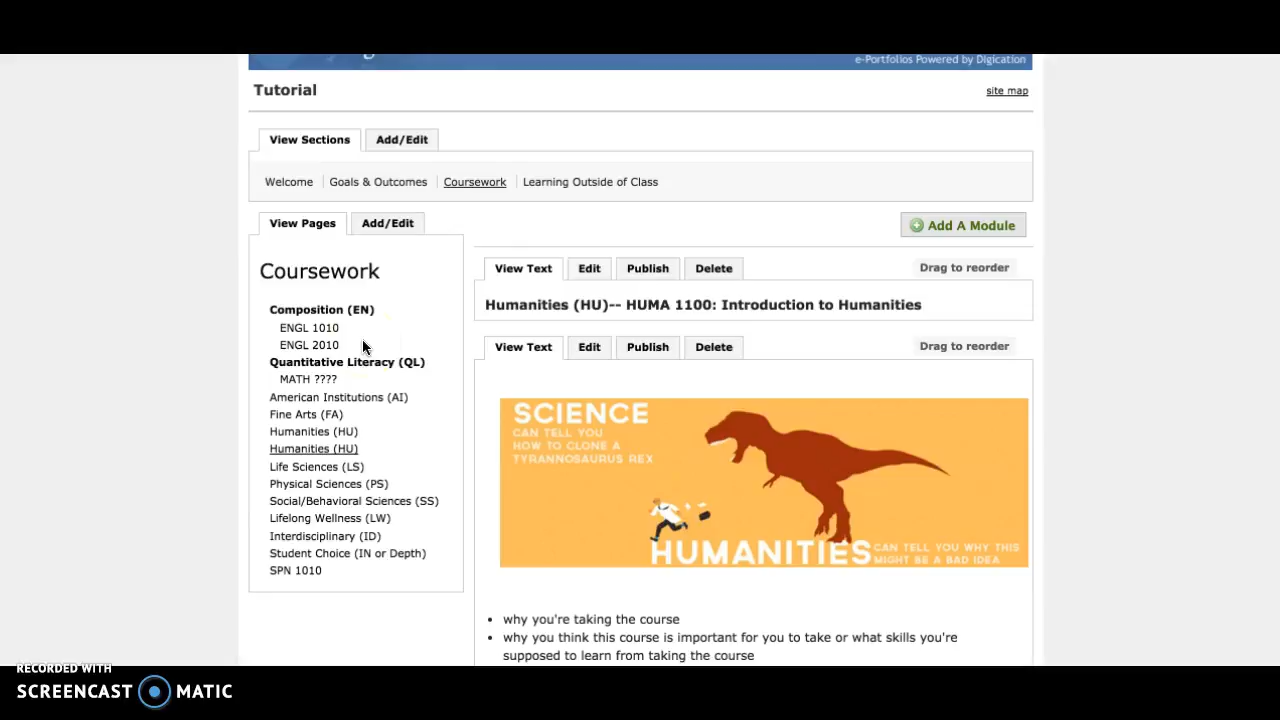 e-Portfolios Powered by Digication
Tutorial
site map
View Sections
Add/Edit
Welcome
Goals & Outcomes
Coursework
Learning Outside of Class
View Pages
Add/Edit
Add A Module
Coursework
Composition (EN)
ENGL 1010
ENGL 2010
Quantitative Literacy (QL)
MATH ????
American Institutions (AI)
Fine Arts (FA)
Humanities (HU)
Humanities (HU)
Life Sciences (LS)
Physical Sciences (PS)
Social/Behavioral Sciences (SS)
Lifelong Wellness (LW)
Interdisciplinary (ID)
Student Choice (IN or Depth)
SPN 1010
View Text
Edit
Publish
Delete
Drag to reorder
Humanities (HU)-- HUMA 1100: Introduction to Humanities
View Text
Edit
Publish
Delete
Drag to reorder
SCIENCE
CAN TELL YOU
HOW TO CLONE A
TYRANNOSAURUS REX
HUMANITIES
CAN TELL YOU WHY THIS
MIGHT BE A BAD IDEA
why you're taking the course
why you think this course is important for you to take or what skills you're
supposed to learn from taking the course
RECORDED WITH
SCREENCAST MATIC